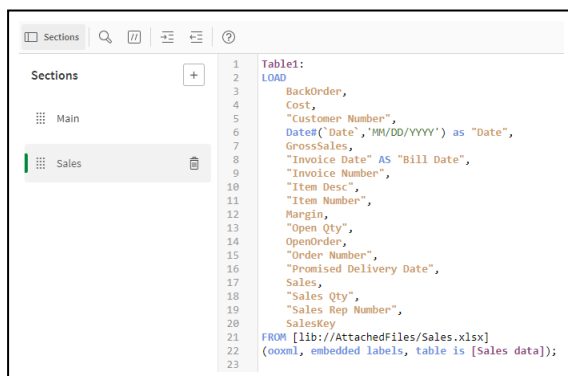 Sections
Sections
Main
Sales
1 Table1:
2 LOAD
3 BackOrder,
4 Cost,
5 "Customer Number",
6 Date#(`Date`,'MM/DD/YYYY') as "Date",
7 GrossSales,
8 "Invoice Date" AS "Bill Date",
9 "Invoice Number",
10 "Item Desc",
11 "Item Number",
12 Margin,
13 "Open Qty",
14 OpenOrder,
15 "Order Number",
16 "Promised Delivery Date",
17 Sales,
18 "Sales Qty",
19 "Sales Rep Number",
20 SalesKey
21 FROM [lib://AttachedFiles/Sales.xlsx]
22 (ooxml, embedded labels, table is [Sales data]);
23